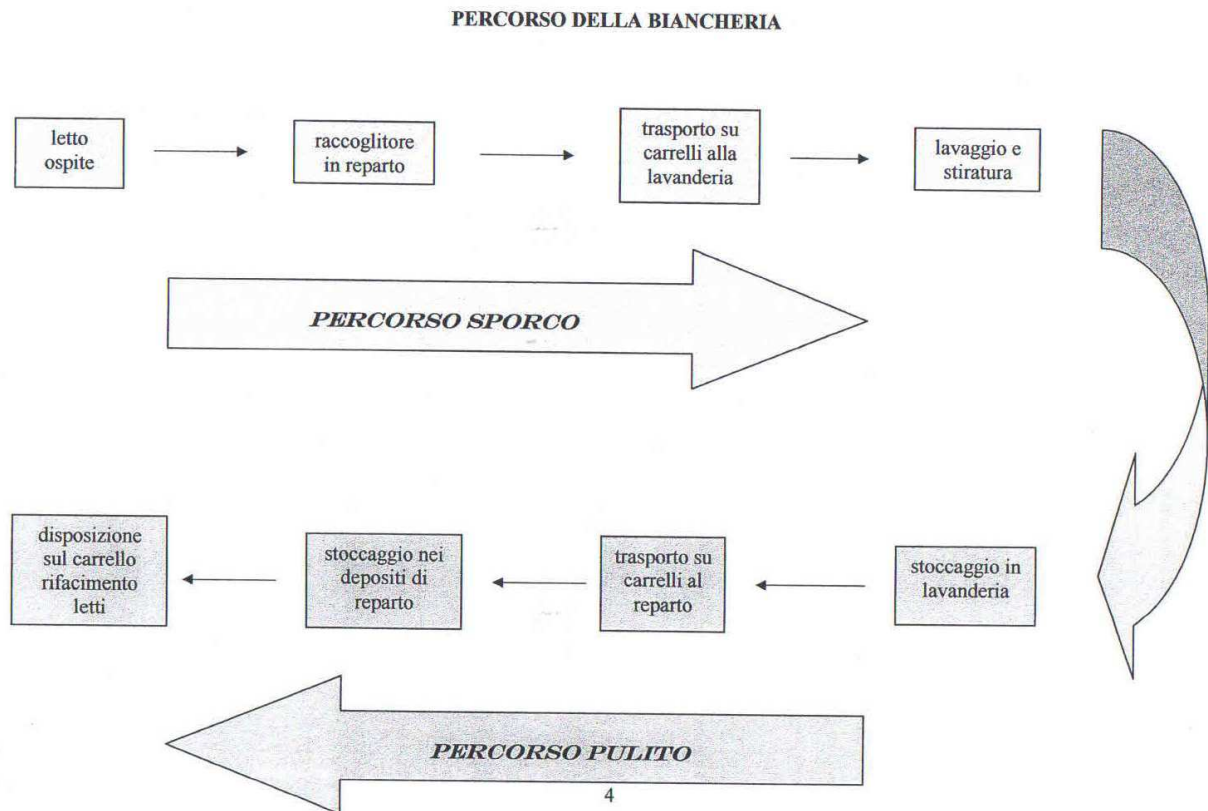 PERCORSO DELLA BIANCHERIA
letto
ospite
raccoglitore
in reparto
trasporto su
carrelli alla
lavanderia
lavaggio e
stiratura
PERCORSO SPORCO
disposizione
sul carrello
rifacimento
letti
stoccaggio nei
depositi di
reparto
trasporto su
carrelli al
reparto
stoccaggio in
lavanderia
PERCORSO PULITO
4